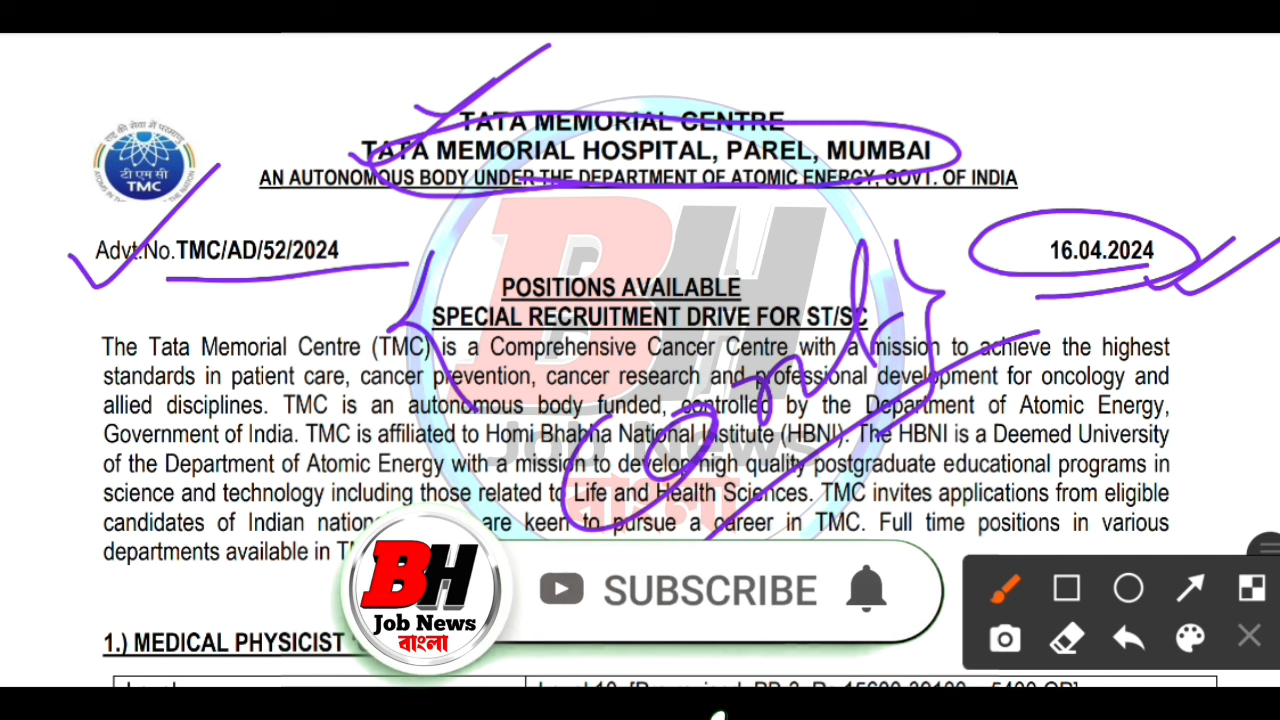 TATA MEMORIAL CENTRE
TATA MEMORIAL HOSPITAL, PAREL, MUMBAI
AN AUTONOMOUS BODY UNDER THE DEPARTMENT OF ATOMIC ENERGY, GOVT. OF INDIA
टी एम सी
TMC
Advt.No.TMC/AD/52/2024
16.04.2024
POSITIONS AVAILABLE
SPECIAL RECRUITMENT DRIVE FOR ST/SC
The Tata Memorial Centre (TMC) is a Comprehensive Cancer Centre with a mission to achieve the highest
standards in patient care, cancer prevention, cancer research and professional development for oncology and
allied disciplines. TMC is an autonomous body funded, controlled by the Department of Atomic Energy,
Government of India. TMC is affiliated to Homi Bhabha National Institute (HBNI). The HBNI is a Deemed University
of the Department of Atomic Energy with a mission to develop high quality postgraduate educational programs in
science and technology including those related to Life and Health Sciences. TMC invites applications from eligible
candidates of Indian are keen to pursue a career in TMC. Full time positions in various
departments available in
BH
Job News
বাংলা
BH
Job News
বাংলা
SUBSCRIBE
1.) MEDICAL PHYSICIST